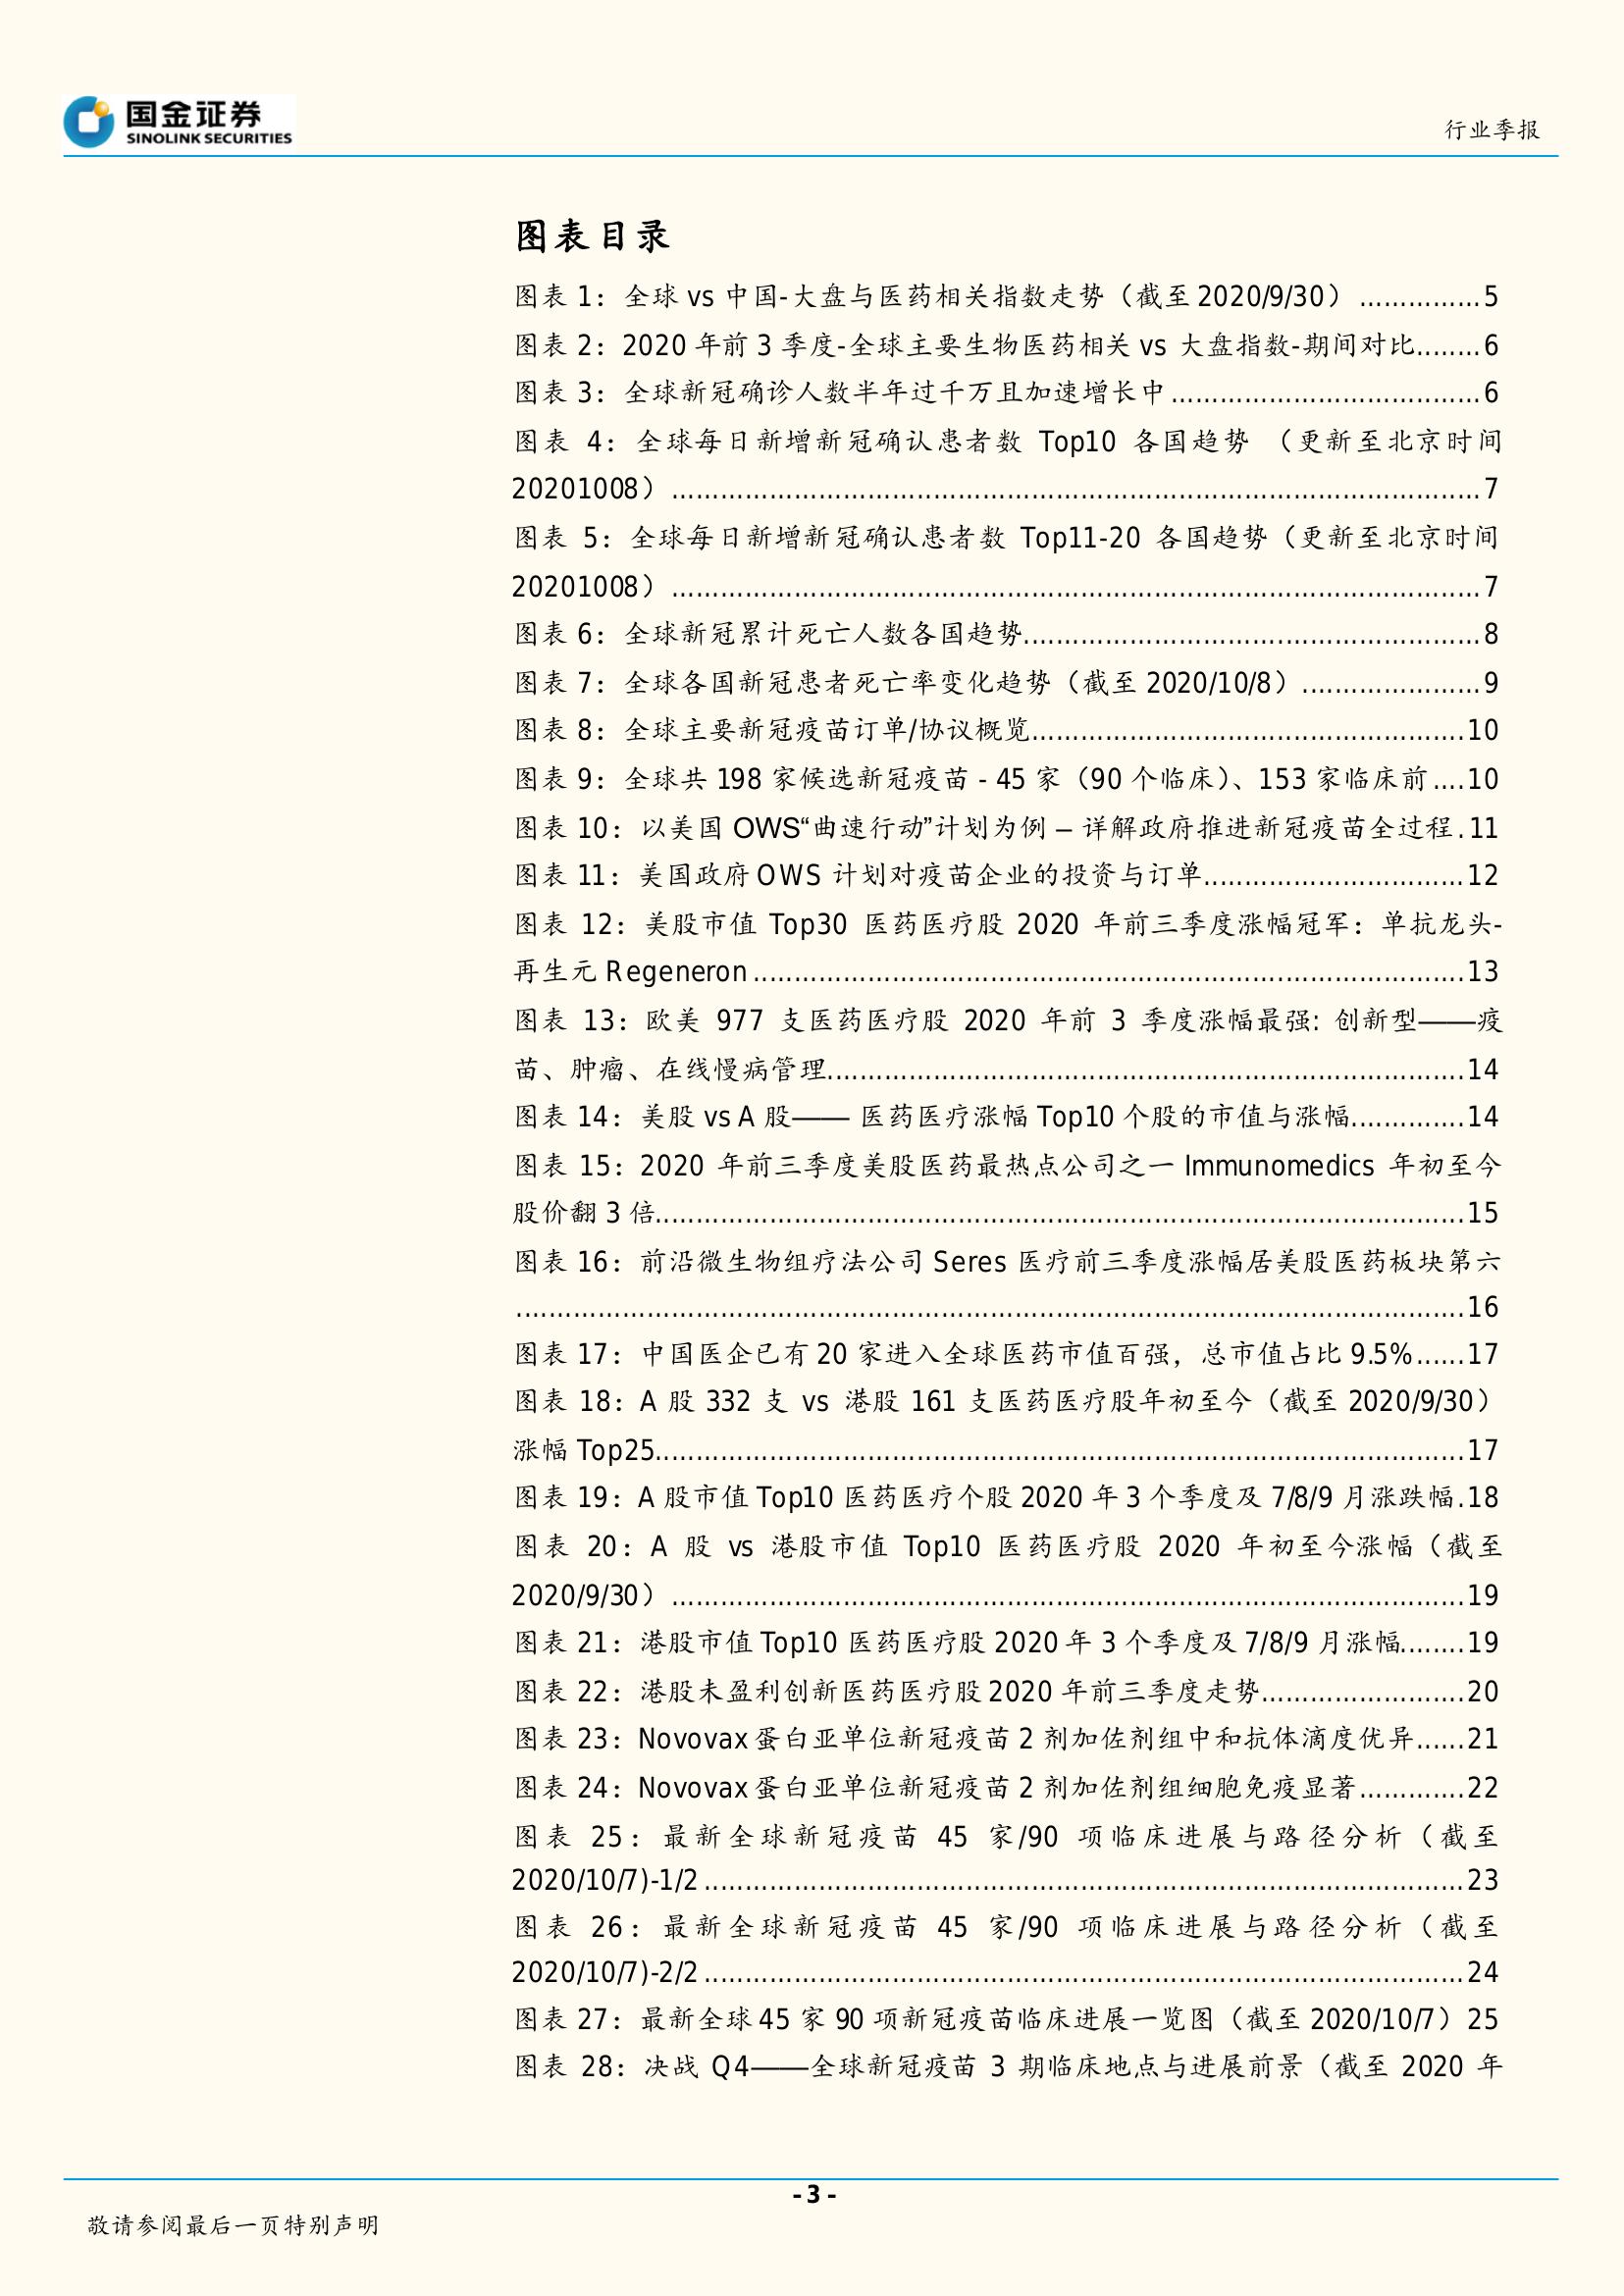 国金证券
SINOLINK SECURITIES
行业季报
图表目录
图表 1：全球 vs 中国-大盘与医药相关指数走势（截至 2020/9/30）...............5
图表 2：2020 年前 3 季度-全球主要生物医药相关 vs 大盘指数-期间对比........6
图表 3：全球新冠确诊人数半年过千万且加速增长中......................................6
图表 4：全球每日新增新冠确认患者数 Top10 各国趋势 （更新至北京时间
20201008）...................................................................................................7
图表 5：全球每日新增新冠确认患者数 Top11-20 各国趋势（更新至北京时间
20201008）...................................................................................................7
图表 6：全球新冠累计死亡人数各国趋势........................................................8
图表 7：全球各国新冠患者死亡率变化趋势（截至 2020/10/8）......................9
图表 8：全球主要新冠疫苗订单/协议概览.....................................................10
图表 9：全球共 198 家候选新冠疫苗 - 45 家（90 个临床）、153 家临床前....10
图表 10：以美国 OWS“曲速行动”计划为例 – 详解政府推进新冠疫苗全过程.11
图表 11：美国政府 OWS 计划对疫苗企业的投资与订单................................12
图表 12：美股市值 Top30 医药医疗股 2020 年前三季度涨幅冠军：单抗龙头-
再生元 Regeneron.......................................................................................13
图表 13：欧美 977 支医药医疗股 2020 年前 3 季度涨幅最强: 创新型——疫
苗、肿瘤、在线慢病管理..............................................................................14
图表 14：美股 vs A 股—— 医药医疗涨幅 Top10 个股的市值与涨幅..............14
图表 15：2020 年前三季度美股医药最热点公司之一 Immunomedics 年初至今
股价翻 3 倍...................................................................................................15
图表 16：前沿微生物组疗法公司 Seres 医疗前三季度涨幅居美股医药板块第六
....................................................................................................................16
图表 17：中国医企已有 20 家进入全球医药市值百强，总市值占比 9.5%......17
图表 18：A 股 332 支 vs 港股 161 支医药医疗股年初至今（截至 2020/9/30）
涨幅 Top25...................................................................................................17
图表 19：A 股市值 Top10 医药医疗个股 2020 年 3 个季度及 7/8/9 月涨跌幅.18
图表 20：A 股 vs 港股市值 Top10 医药医疗股 2020 年初至今涨幅（截至
2020/9/30）.................................................................................................19
图表 21：港股市值 Top10 医药医疗股 2020 年 3 个季度及 7/8/9 月涨幅........19
图表 22：港股未盈利创新医药医疗股 2020 年前三季度走势.........................20
图表 23：Novovax 蛋白亚单位新冠疫苗 2 剂加佐剂组中和抗体滴度优异......21
图表 24：Novovax 蛋白亚单位新冠疫苗 2 剂加佐剂组细胞免疫显著.............22
图表 25：最新全球新冠疫苗 45 家/90 项临床进展与路径分析（截至
2020/10/7)-1/2.............................................................................................23
图表 26：最新全球新冠疫苗 45 家/90 项临床进展与路径分析（截至
2020/10/7)-2/2.............................................................................................24
图表 27：最新全球 45 家 90 项新冠疫苗临床进展一览图（截至 2020/10/7）25
图表 28：决战 Q4——全球新冠疫苗 3 期临床地点与进展前景（截至 2020 年
- 3 -
敬请参阅最后一页特别声明